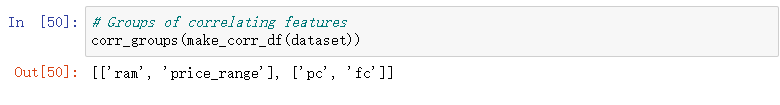 In [50]: # Groups of correlating features
corr_groups(make_corr_df(dataset))
Out[50]: [['ram', 'price_range'], ['pc', 'fc']]